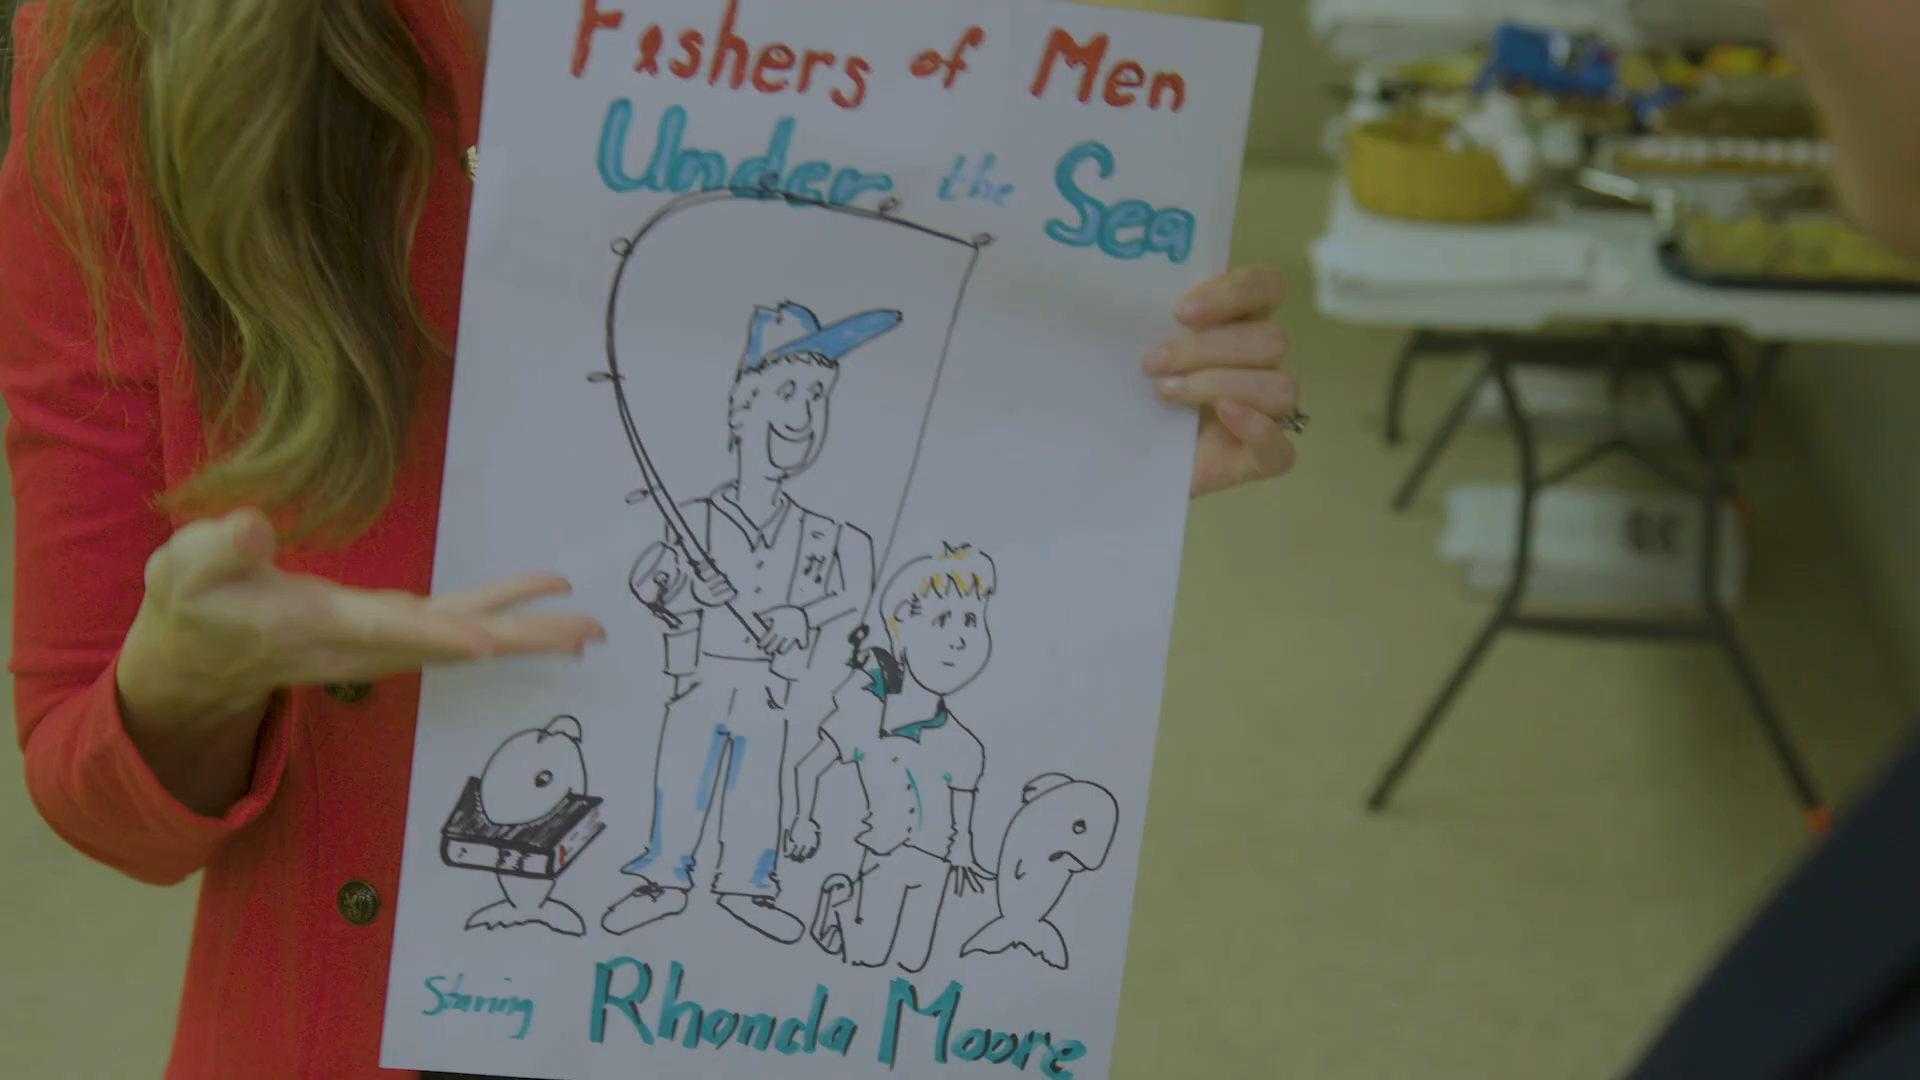 Fishers of Men
Under the Sea
Starring Rhonda Moore